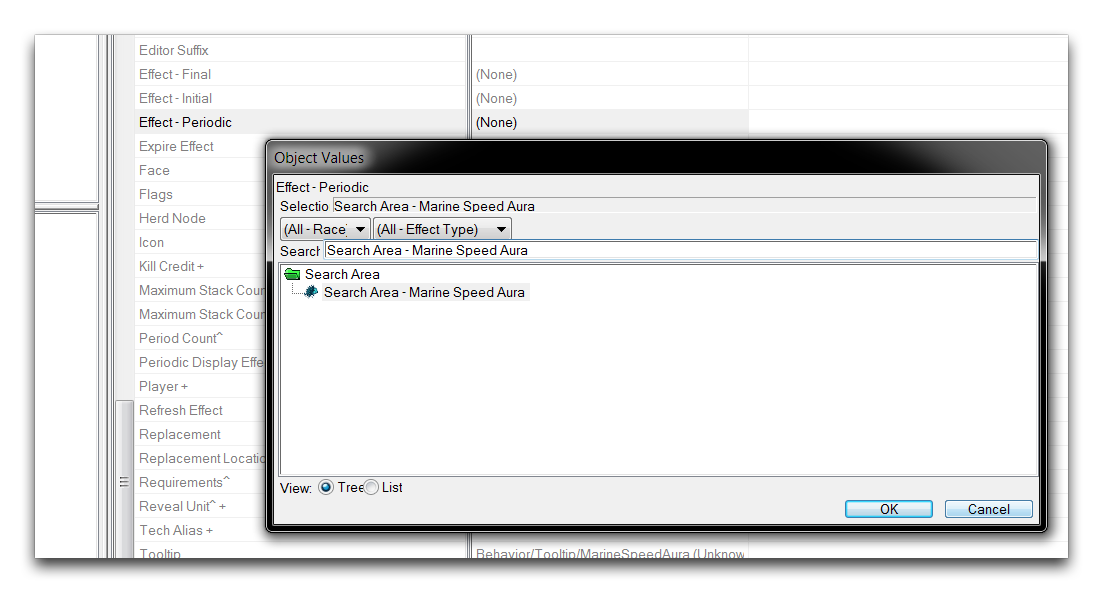 Editor Suffix
Effect - Final (None)
Effect - Initial (None)
Effect - Periodic (None)
Expire Effect
Face
Flags
Herd Node
Icon
Kill Credit +
Maximum Stack Coun
Maximum Stack Coun
Period Count^
Periodic Display Effe
Player +
Refresh Effect
Replacement
Replacement Locatio
Requirements^
Reveal Unit^ +
Tech Alias +
Tooltip Behavior/Tooltip/MarineSpeedAura (Unknow
Object Values
Effect - Periodic
Selectio Search Area - Marine Speed Aura
(All - Race) (All - Effect Type)
Search Search Area - Marine Speed Aura
Search Area
Search Area - Marine Speed Aura
View: Tree List
OK Cancel